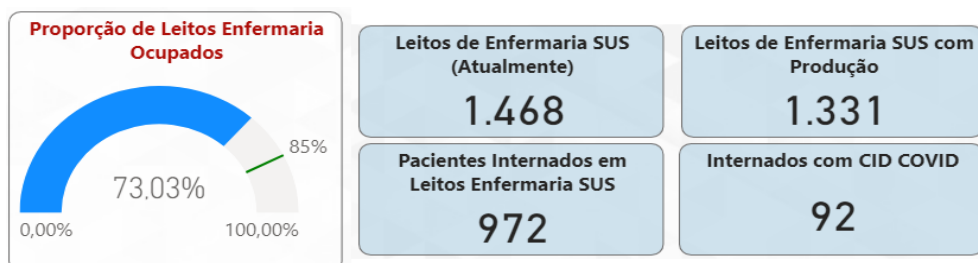 Proporção de Leitos Enfermaria
Ocupados
85%
73,03%
0,00%
100,00%
Leitos de Enfermaria SUS
(Atualmente)
1.468
Leitos de Enfermaria SUS com
Produção
1.331
Pacientes Internados em
Leitos Enfermaria SUS
972
Internados com CID COVID
92